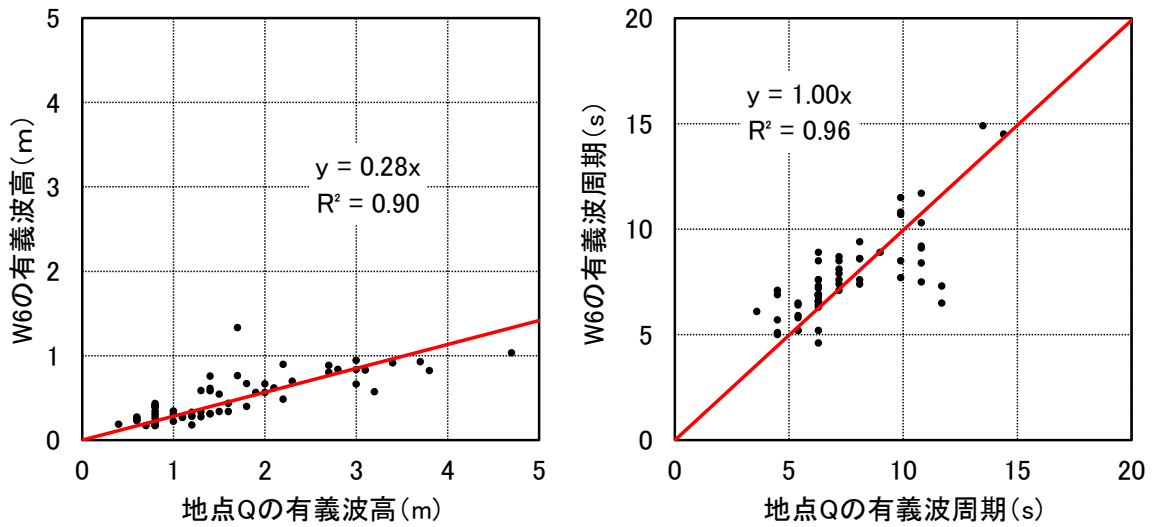 5
4
3
2
1
0
0 1 2 3 4 5
W6の有義波高(m)
y = 0.28x
R² = 0.90
地点Qの有義波高(m)
20
15
10
5
0
0 5 10 15 20
W6の有義波周期(s)
y = 1.00x
R² = 0.96
地点Qの有義波周期(s)